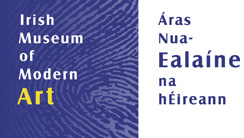 Irish
Museum
of
Modern
Art
Áras
Nua-
Ealaíne
na
hÉireann